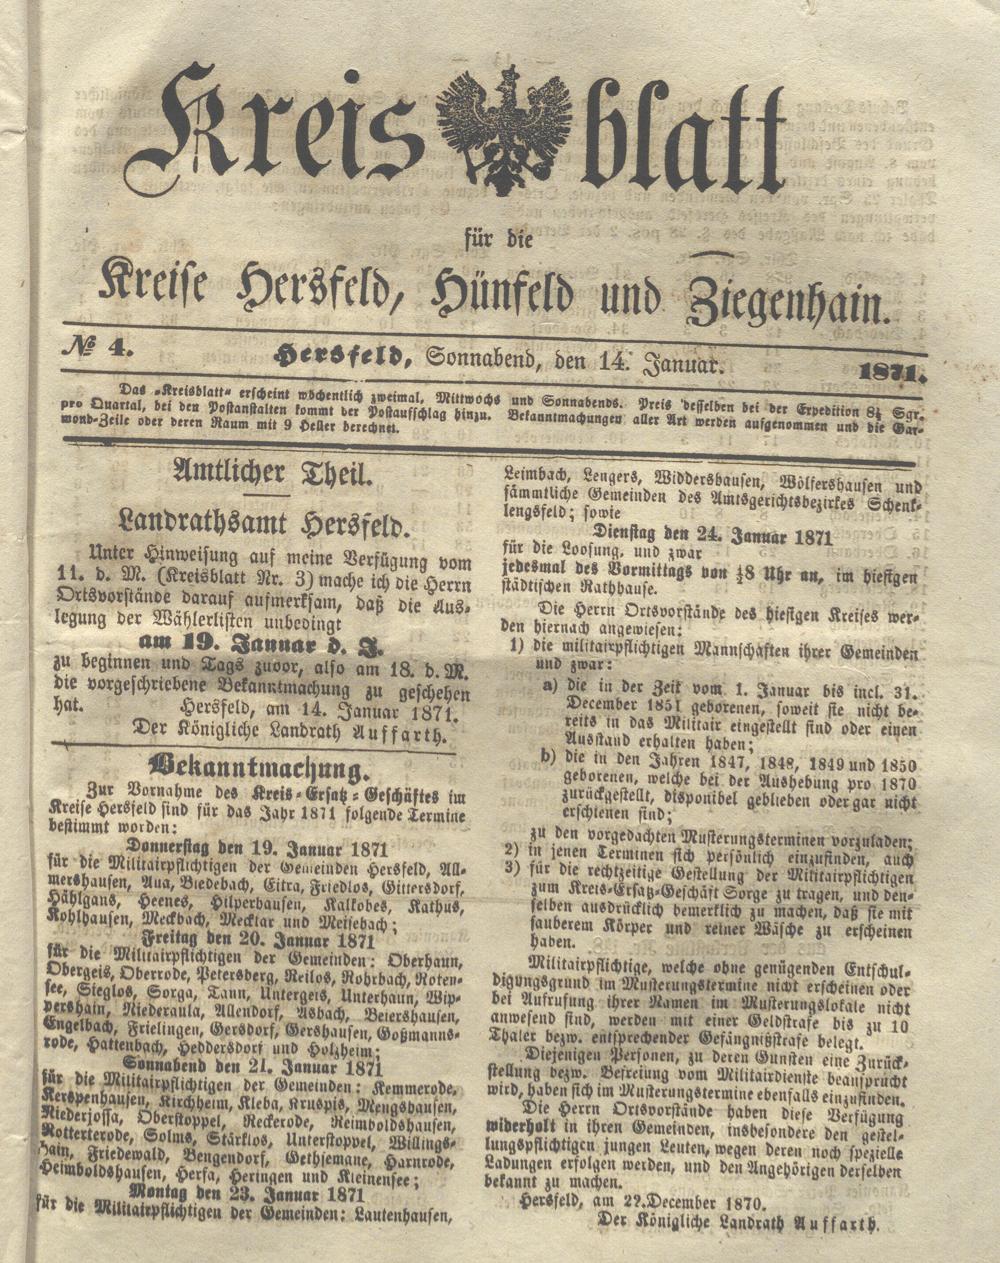 Kreisblatt
für die
Kreise Hersfeld, Hünfeld und Ziegenhain.
№ 4. Hersfeld, Sonnabend, den 14. Januar. 1871.
Das „Kreisblatt“ erscheint wöchentlich zweimal, Mittwochs und Sonnabends. Preis desselben bei der Expedition 8½ Sgr.
pro Quartal, bei den Postanstalten kommt der Postaufschlag hinzu. Bekanntmachungen aller Art werden aufgenommen und die Gar-
mond-Zeile oder deren Raum mit 9 Heller berechnet.
Amtlicher Theil.
Landrathsamt Hersfeld.
Unter Hinweisung auf meine Verfügung vom
11. d. M. (Kreisblatt Nr. 3) mache ich die Herrn
Ortsvorstände darauf aufmerksam, daß die Aus-
legung der Wählerlisten unbedingt
am 19. Januar d. J.
zu beginnen und Tags zuvor, also am 18. d. M.
die vorgeschriebene Bekanntmachung zu geschehen
hat. Hersfeld, am 14. Januar 1871.
Der Königliche Landrath Auffarth.
Bekanntmachung.
Zur Vornahme des Kreis-Ersatz-Geschäftes im
Kreise Hersfeld sind für das Jahr 1871 folgende Termine
bestimmt worden:
Donnerstag den 19. Januar 1871
für die Militairpflichtigen der Gemeinden Hersfeld, All-
mershausen, Aua, Biedebach, Eitra, Friedlos, Gittersdorf,
Hählgans, Heenes, Hilperhausen, Kalkobes, Kathus,
Kohlhausen, Meckbach, Mecklar und Meisebach;
Freitag den 20. Januar 1871
für die Militairpflichtigen der Gemeinden: Oberhaun,
Obergeis, Oberrode, Petersberg, Reilos, Rohrbach, Roten-
see, Sieglos, Sorga, Tann, Untergeis, Unterhaun, Wip-
pershain, Niederaula, Allendorf, Asbach, Beiershausen,
Engelbach, Frielingen, Gersdorf, Gershausen, Goßmanns-
rode, Hattenbach, Heddersdorf und Holzheim;
Sonnabend den 21. Januar 1871
für die Militairpflichtigen der Gemeinden: Kemmerode,
Kerspenhausen, Kirchheim, Kleba, Kruspis, Mengshausen,
Niederjossa, Oberstoppel, Reckerode, Reimboldshausen,
Rotterterode, Solms, Stärklos, Unterstoppel, Willings-
hain, Friedewald, Bengendorf, Gethsemane, Harnrode,
Heimboldshausen, Herfa, Heringen und Kleinensee;
Montag den 23. Januar 1871
für die Militairpflichtigen der Gemeinden: Lautenhausen,
Leimbach, Lengers, Widdershausen, Wölfershausen und
sämmtliche Gemeinden des Amtsgerichtsbezirkes Schenk-
lengsfeld; sowie
Dienstag den 24. Januar 1871
für die Loosung, und zwar
jedesmal des Vormittags von ½8 Uhr an, im hiesigen
städtischen Rathhause.
Die Herrn Ortsvorstände des hiesigen Kreises wer-
den hiernach angewiesen:
1) die militairpflichtigen Mannschaften ihrer Gemeinden
und zwar:
a) die in der Zeit vom 1. Januar bis incl. 31.
December 1851 geborenen, soweit sie nicht be-
reits in das Militair eingestellt sind oder einen
Ausstand erhalten haben;
b) die in den Jahren 1847, 1848, 1849 und 1850
geborenen, welche bei der Aushebung pro 1870
zurückgestellt, disponibel geblieben oder gar nicht
erschienen sind;
zu den vorgedachten Musterungsterminen vorzuladen;
2) in jenen Terminen sich persönlich einzufinden, auch
3) für die rechtzeitige Gestellung der Militairpflichtigen
zum Kreis-Ersatz-Geschäft Sorge zu tragen, und den-
selben ausdrücklich bemerklich zu machen, daß sie mit
sauberem Körper und reiner Wäsche zu erscheinen
haben.
Militairpflichtige, welche ohne genügenden Entschul-
digungsgrund im Musterungstermine nicht erscheinen oder
bei Aufrufung ihrer Namen im Musterungslokale nicht
anwesend sind, werden mit einer Geldstrafe bis zu 10
Thaler bezw. entsprechender Gefängnißstrafe belegt.
Diejenigen Personen, zu deren Gunsten eine Zurück-
stellung bezw. Befreiung vom Militairdienste beansprucht
wird, haben sich im Musterungstermine ebenfalls einzufinden.
Die Herrn Ortsvorstände haben diese Verfügung
widerholt in ihren Gemeinden, insbesondere den gestel-
lungspflichtigen jungen Leuten, wegen deren noch spezielle
Ladungen erfolgen werden, und den Angehörigen derselben
bekannt zu machen.
Hersfeld, am 22. December 1870.
Der Königliche Landrath Auffarth.